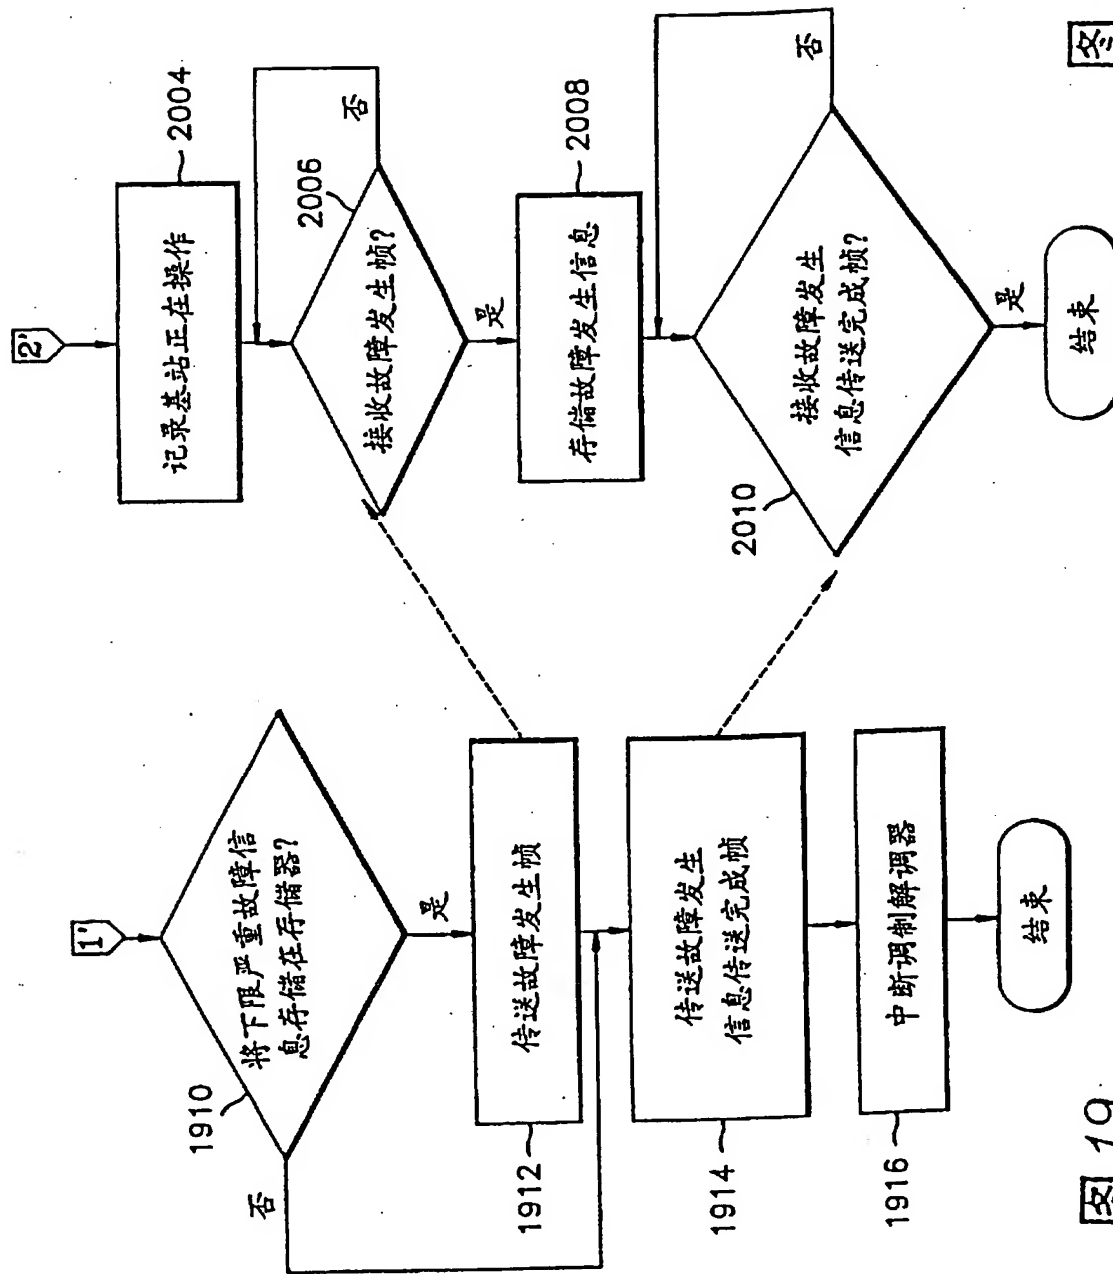 1'
1910
将下限严重故障信
息存储在存储器?
否
是
1912
传送故障发生帧
1914
传送故障发生
信息传送完成帧
1916
中断调制解调器
结束
图 19
2'
记录基站正在操作
2004
2006
接收故障发生帧?
否
是
存储故障发生信息
2008
2010
接收故障发生
信息传送完成帧?
否
是
结束
图